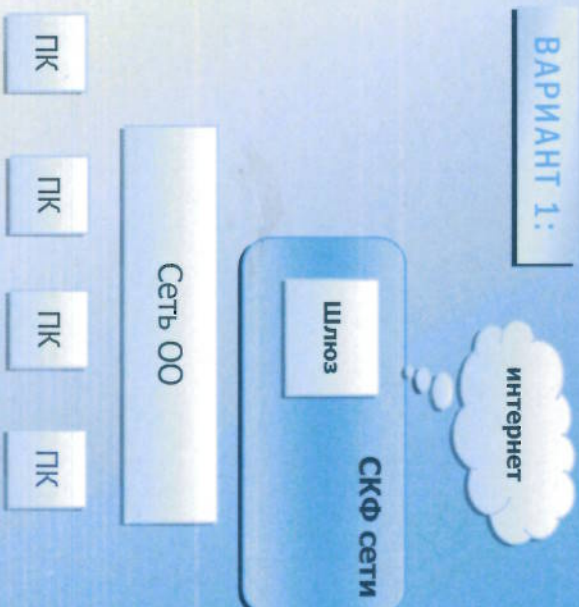 ВАРИАНТ 1:
интернет
СКФ сети
Шлюз
Сеть ОО
ПК
ПК
ПК
ПК